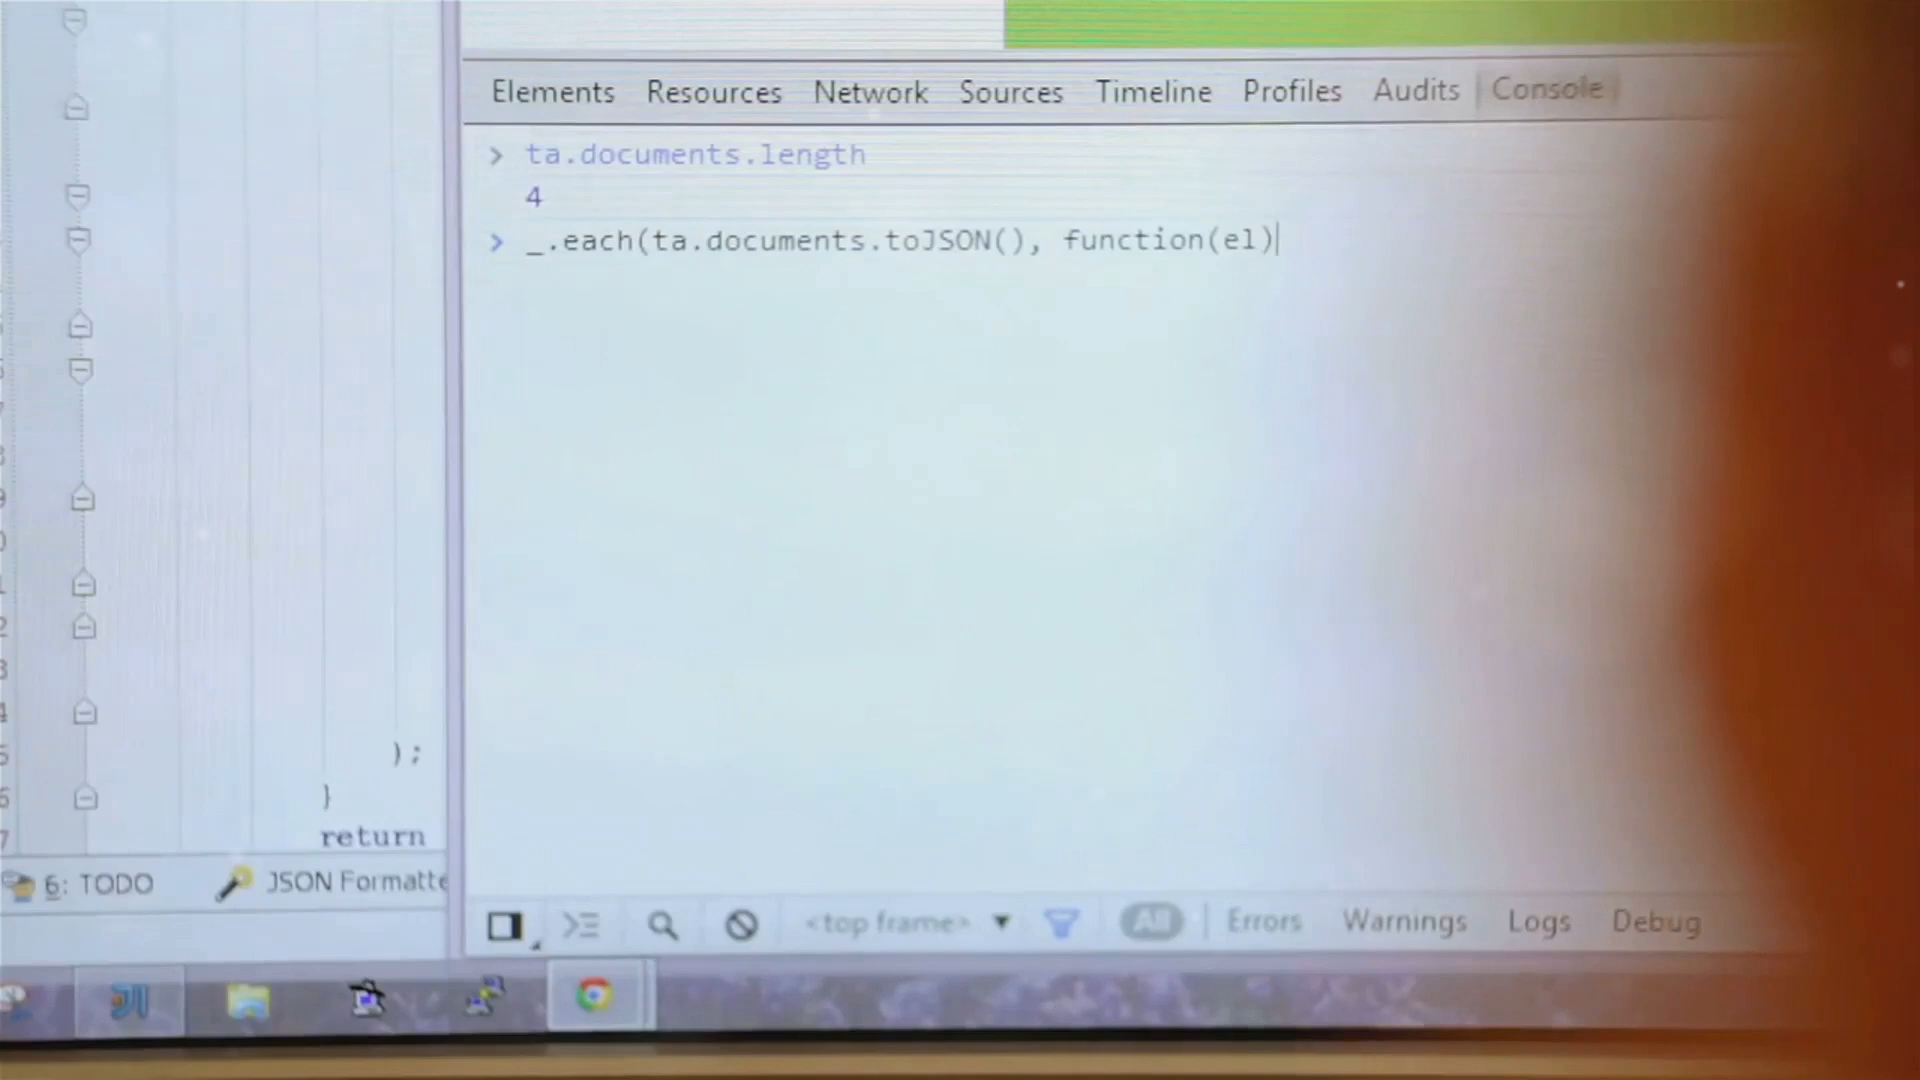 Elements Resources Network Sources Timeline Profiles Audits Console
> ta.documents.length
4
> _.each(ta.documents.toJSON(), function(el)
);
}
return
6: TODO JSON Formatte
<top frame> ▼ All Errors Warnings Logs Debug